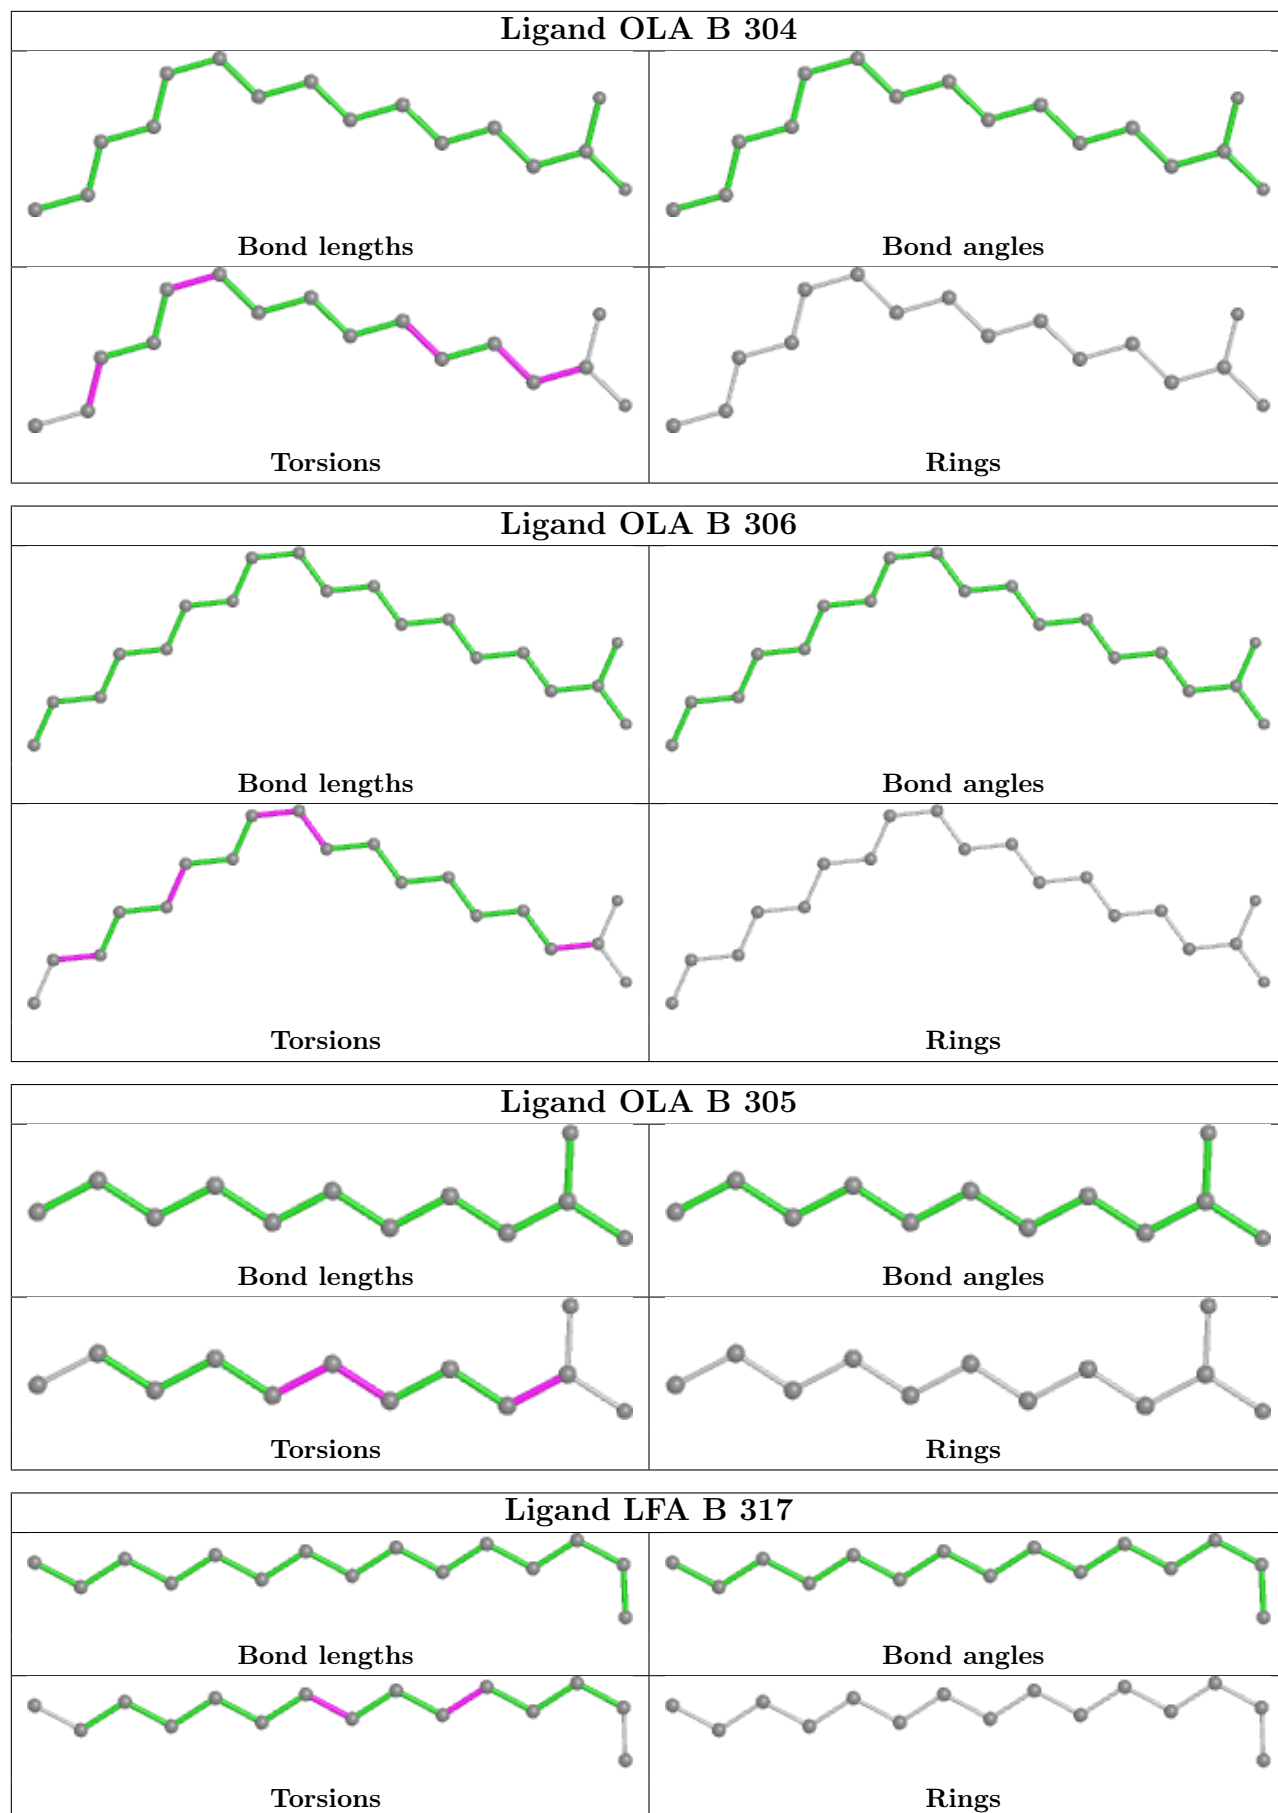 Ligand OLA B 304
Bond lengths
Bond angles
Torsions
Rings
Ligand OLA B 306
Bond lengths
Bond angles
Torsions
Rings
Ligand OLA B 305
Bond lengths
Bond angles
Torsions
Rings
Ligand LFA B 317
Bond lengths
Bond angles
Torsions
Rings